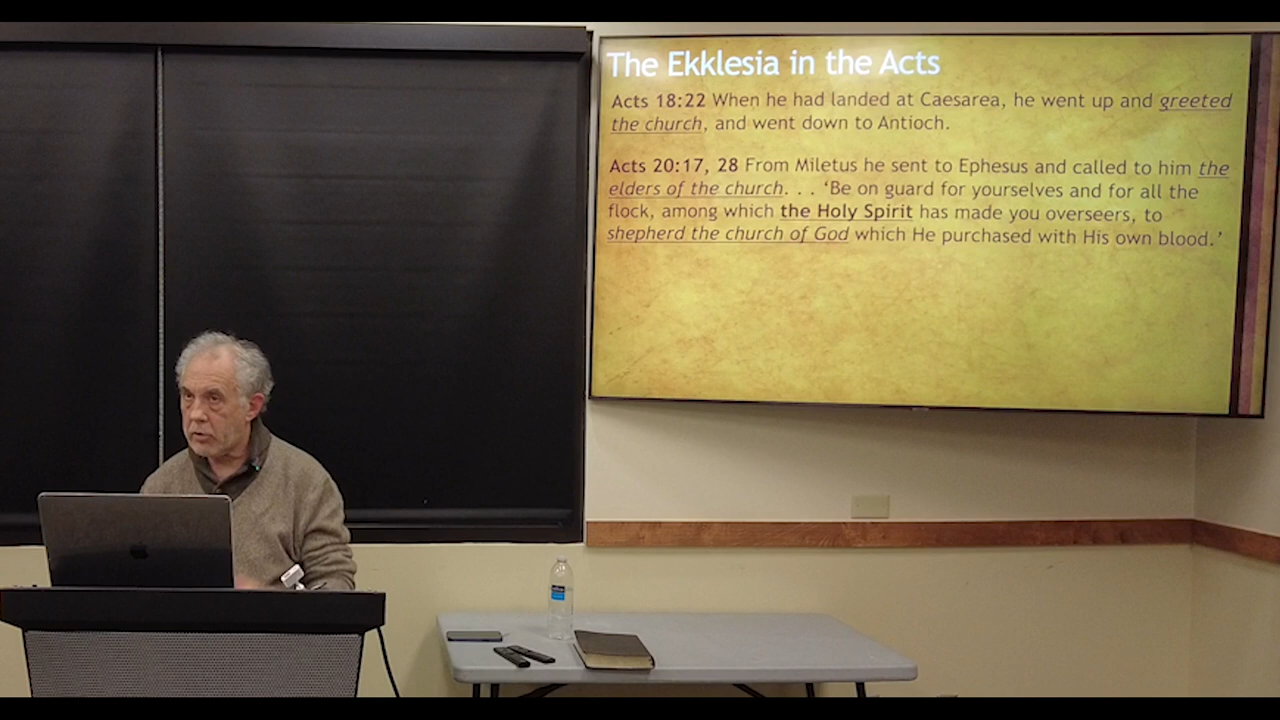 The Ekklesia in the Acts
Acts 18:22 When he had landed at Caesarea, he went up and greeted
the church, and went down to Antioch.
Acts 20:17, 28 From Miletus he sent to Ephesus and called to him the
elders of the church. . . ‘Be on guard for yourselves and for all the
flock, among which the Holy Spirit has made you overseers, to
shepherd the church of God which He purchased with His own blood.’